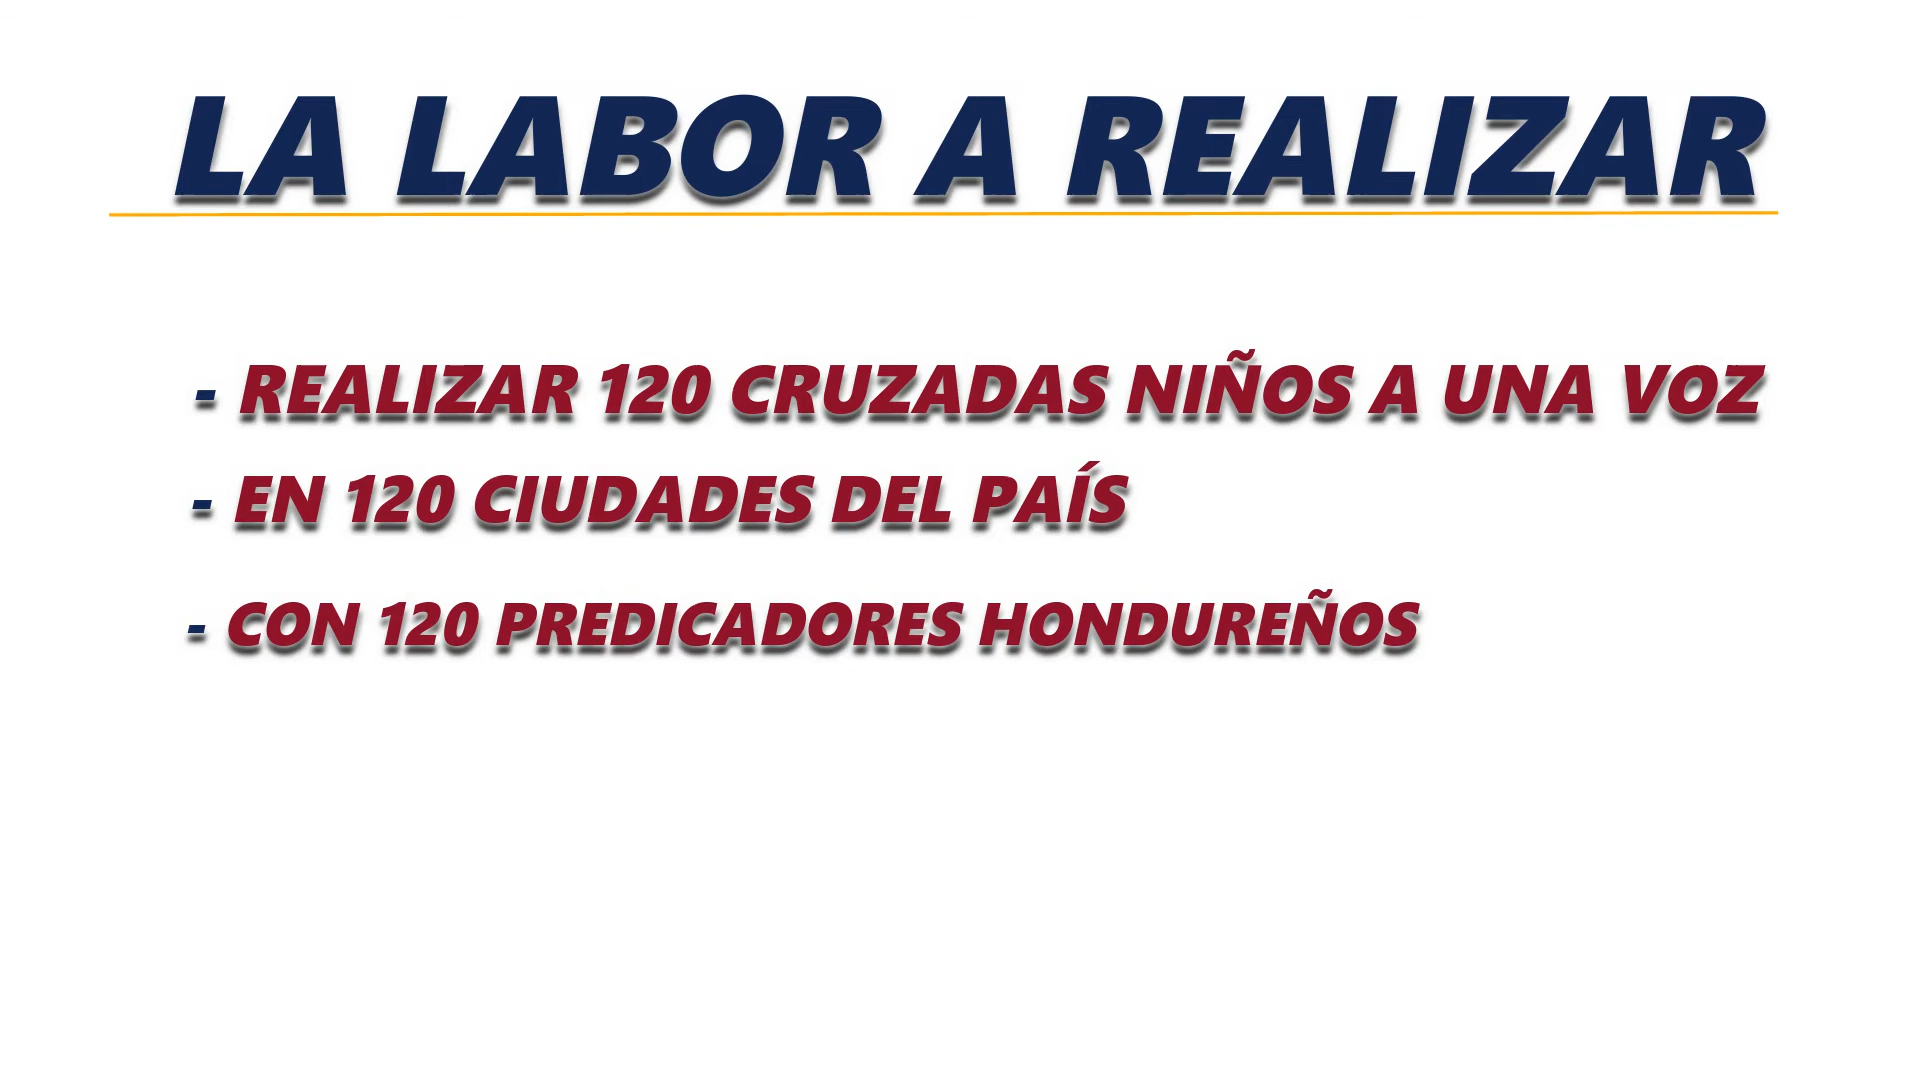 LA LABOR A REALIZAR
- REALIZAR 120 CRUZADAS NIÑOS A UNA VOZ
- EN 120 CIUDADES DEL PAÍS
- CON 120 PREDICADORES HONDUREÑOS